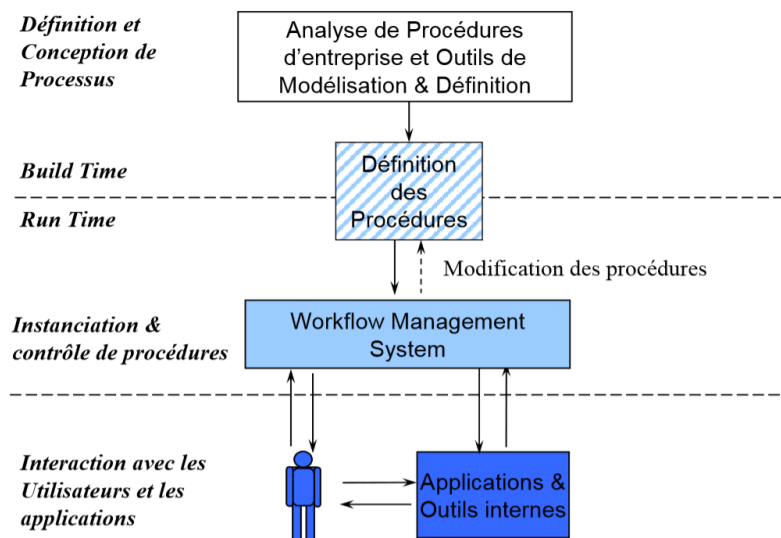 Définition et
Conception de
Processus
Analyse de Procédures
d'entreprise et Outils de
Modélisation & Définition
Build Time
Définition
des
Procédures
Run Time
Modification des procédures
Instanciation &
contrôle de procédures
Workflow Management
System
Interaction avec les
Utilisateurs et les
applications
Applications &
Outils internes